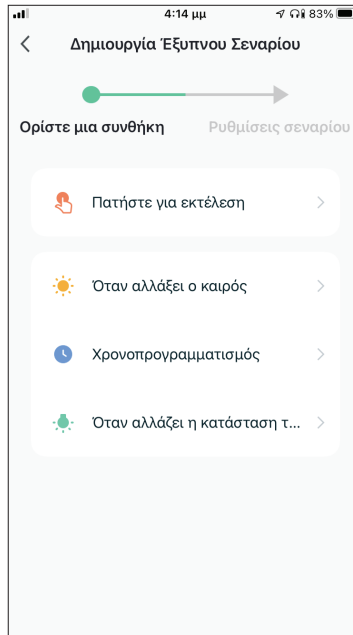 4:14 μμ 83%
Δημιουργία Έξυπνου Σεναρίου
Ορίστε μια συνθήκη Ρυθμίσεις σεναρίου
Πατήστε για εκτέλεση
Όταν αλλάξει ο καιρός
Χρονοπρογραμματισμός
Όταν αλλάζει η κατάσταση τ...